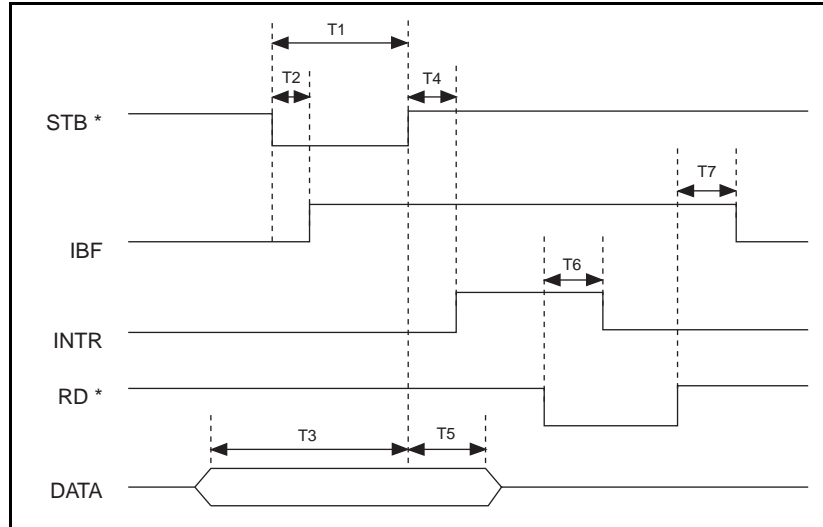 T1
T2
T4
STB *
T7
IBF
T6
INTR
RD *
T3
T5
DATA